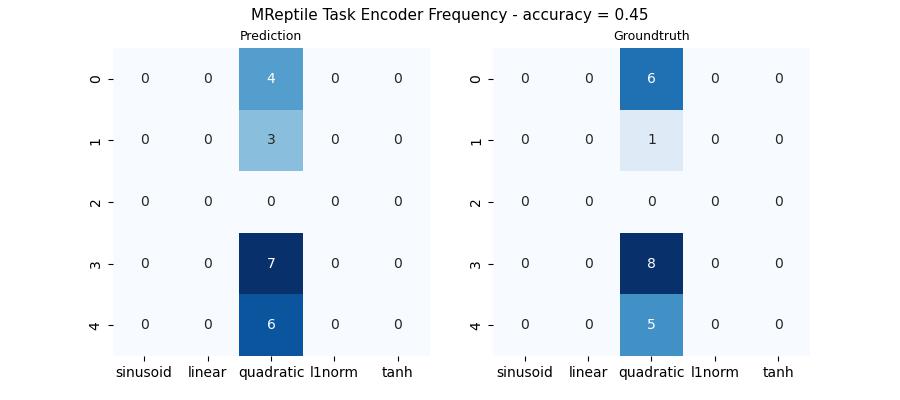 MReptile Task Encoder Frequency - accuracy = 0.45
Prediction
0 0 0 4 0 0
1 0 0 3 0 0
2 0 0 0 0 0
3 0 0 7 0 0
4 0 0 6 0 0
sinusoid linear quadratic l1norm tanh
Groundtruth
0 0 0 6 0 0
1 0 0 1 0 0
2 0 0 0 0 0
3 0 0 8 0 0
4 0 0 5 0 0
sinusoid linear quadratic l1norm tanh